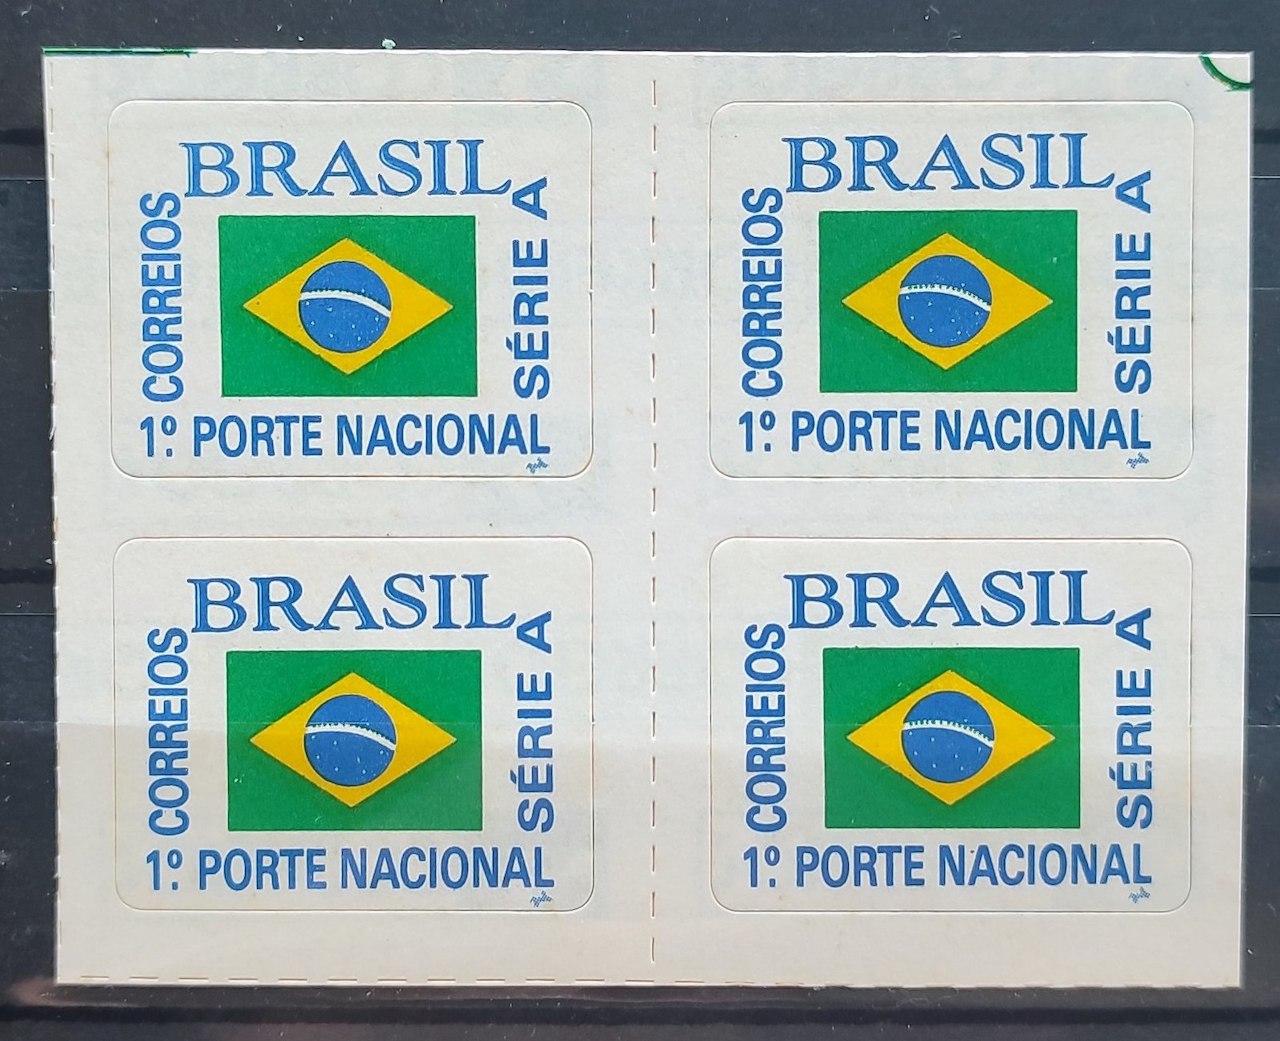 BRASIL
CORREIOS
SÉRIE A
1º PORTE NACIONAL
BRASIL
CORREIOS
SÉRIE A
1º PORTE NACIONAL
BRASIL
CORREIOS
SÉRIE A
1º PORTE NACIONAL
BRASIL
CORREIOS
SÉRIE A
1º PORTE NACIONAL